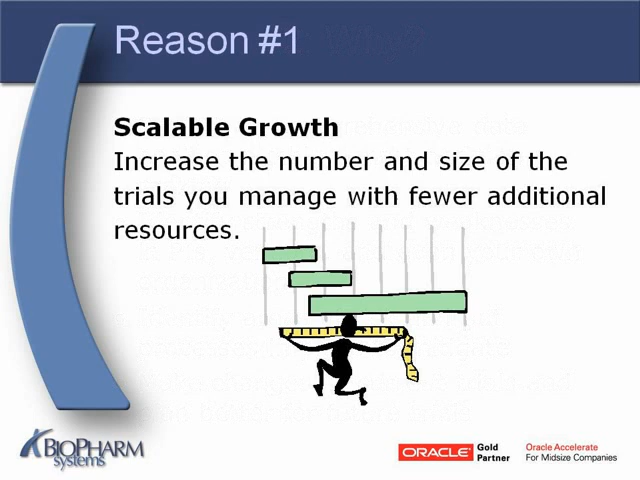 Reason #1
Scalable Growth
Increase the number and size of the
trials you manage with fewer additional
resources.
BIOPHARM
systems
ORACLE
Gold
Partner
Oracle Accelerate
For Midsize Companies